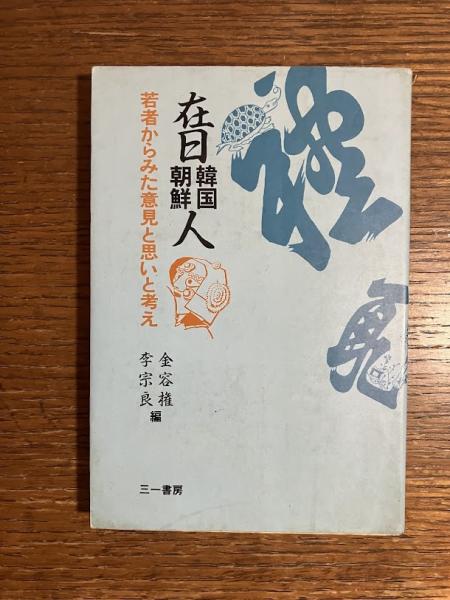 在日韓国朝鮮人
若者からみた意見と思いと考え
金容権
李宗良
編
三一書房